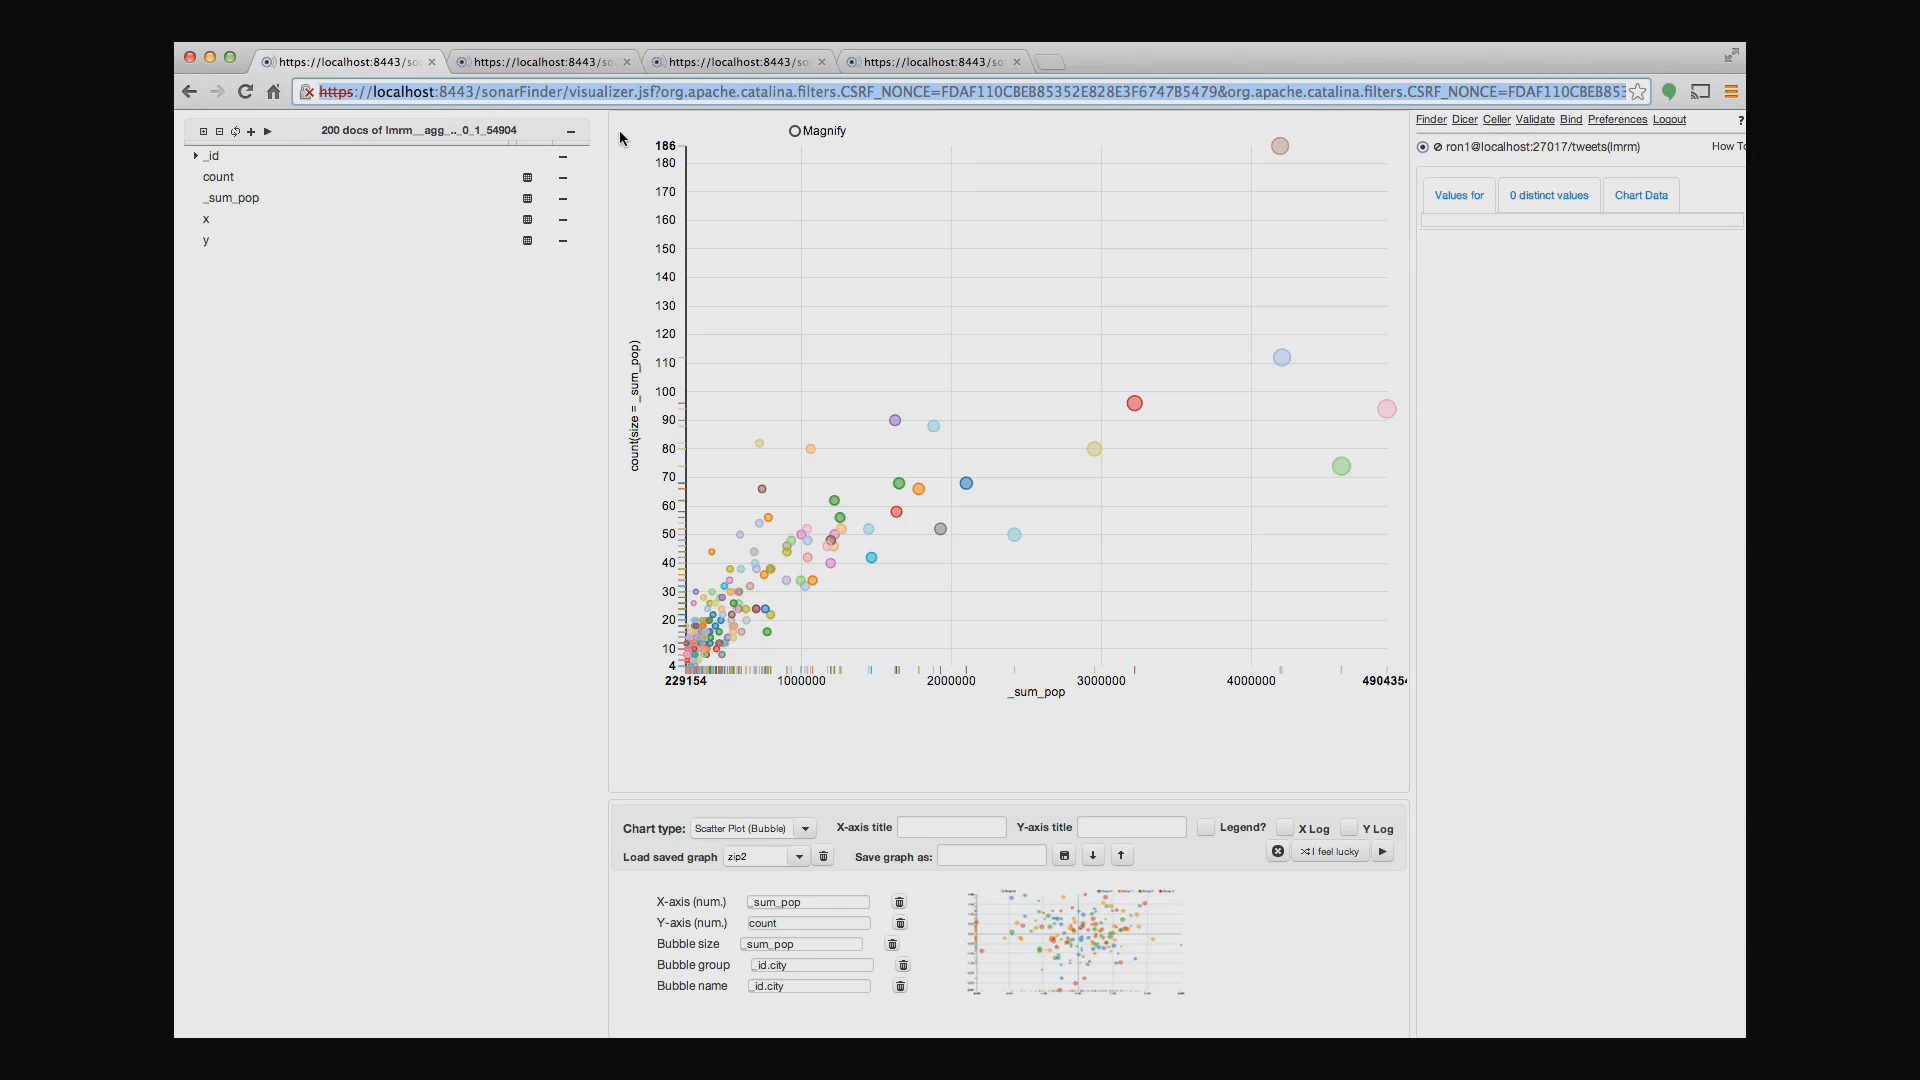 https://localhost:8443/so
https://localhost:8443/so
https://localhost:8443/so
https://localhost:8443/so
https://localhost:8443/sonarFinder/visualizer.jsf?org.apache.catalina.filters.CSRF_NONCE=FDAF110CBEB85352E828E3F6747B5479&org.apache.catalina.filters.CSRF_NONCE=FDAF110CBEB853
200 docs of lmrm__agg_.._0_1_54904
_id
count
_sum_pop
x
y
Magnify
186
180
170
160
150
140
130
120
110
100
90
80
70
60
50
40
30
20
10
4
count(size = _sum_pop)
229154 1000000 2000000 3000000 4000000 4904354
_sum_pop
Chart type: Scatter Plot (Bubble) X-axis title Y-axis title Legend? X Log Y Log
Load saved graph zip2 Save graph as: I feel lucky
X-axis (num.) _sum_pop
Y-axis (num.) count
Bubble size _sum_pop
Bubble group _id.city
Bubble name _id.city
Finder Dicer Celler Validate Bind Preferences Logout ?
ron1@localhost:27017/tweets(lmrm) How To
Values for 0 distinct values Chart Data